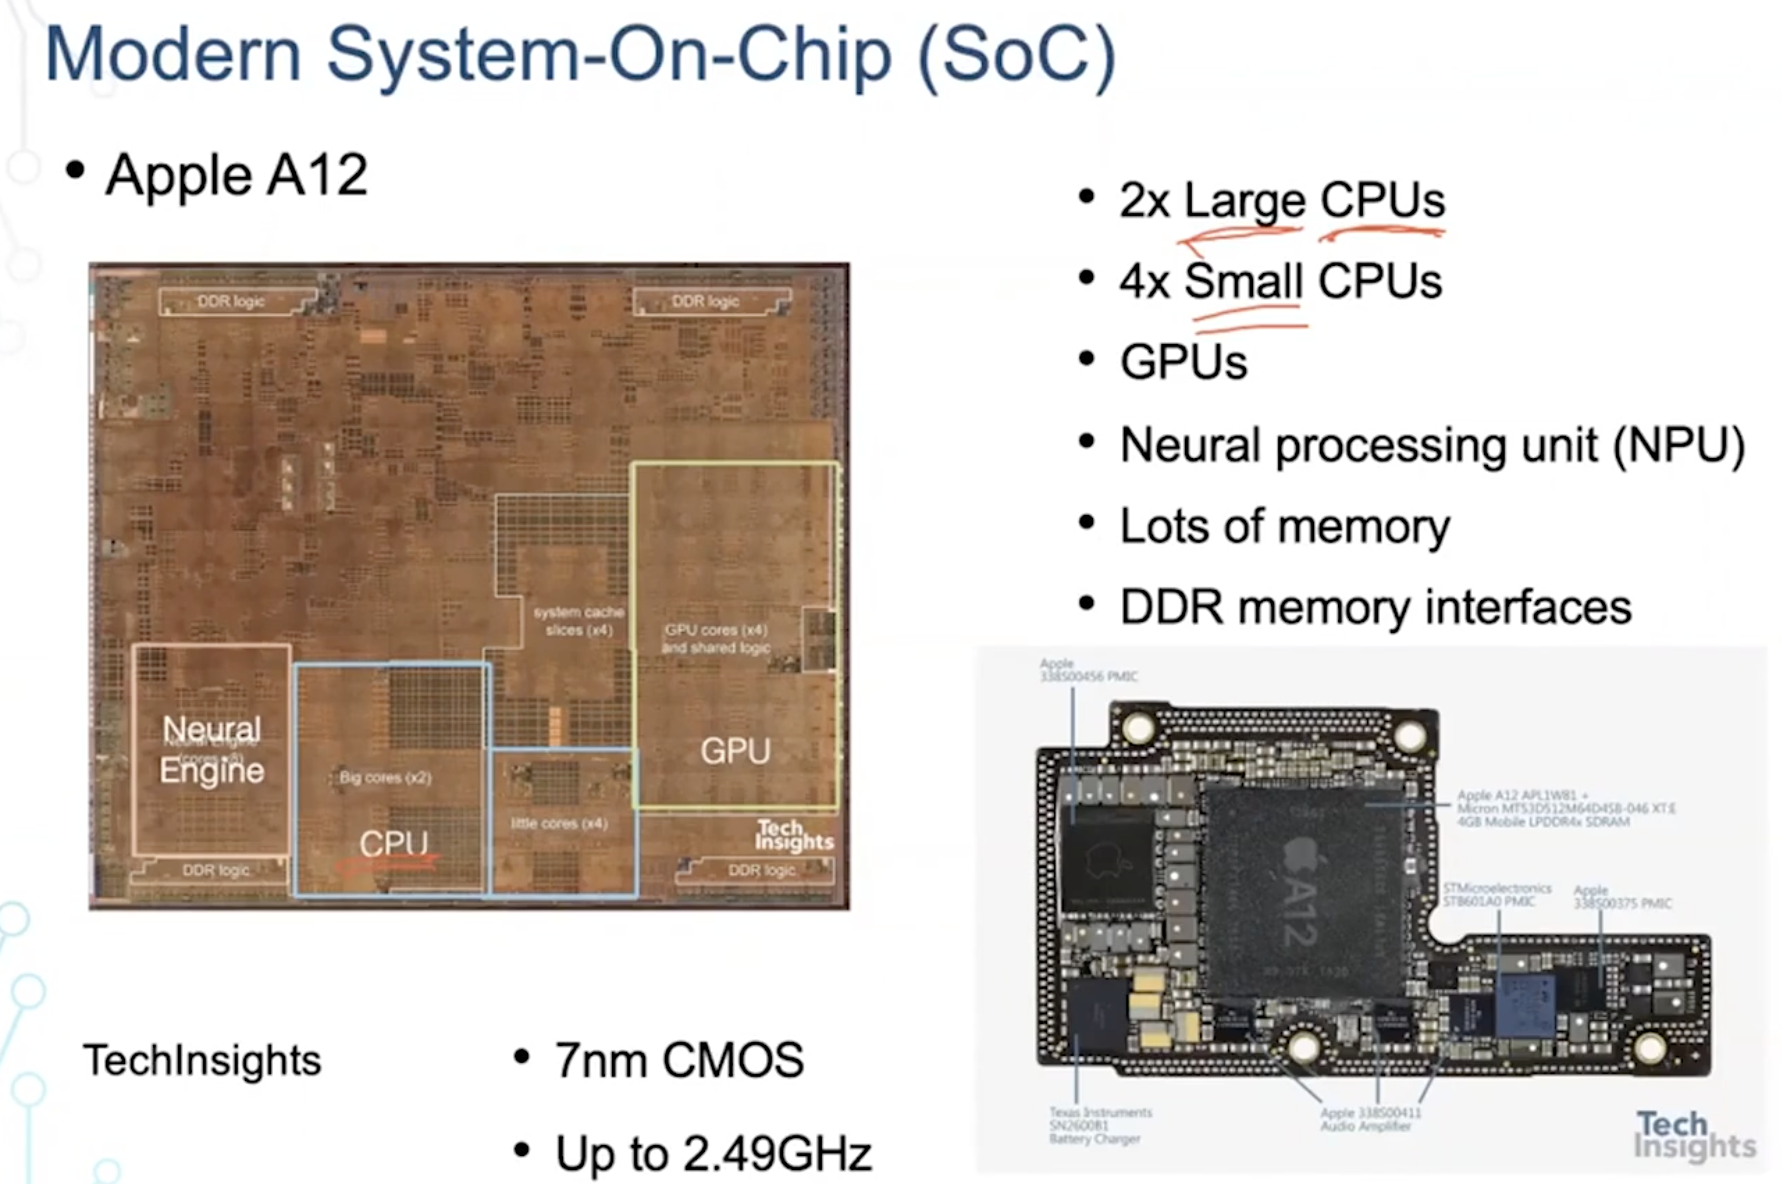 Modern System-On-Chip (SoC)
• Apple A12
• 2x Large CPUs
• 4x Small CPUs
• GPUs
• Neural processing unit (NPU)
• Lots of memory
• DDR memory interfaces
DDR logic
DDR logic
system cache
slices (x4)
GPU cores (x4)
and shared logic
Neural
Engine
Big cores (x2)
CPU
little cores (x4)
GPU
Tech
Insights
DDR logic
DDR logic
TechInsights
• 7nm CMOS
• Up to 2.49GHz
Apple
338S00456 PMIC
Apple A12 APL1W81 +
Micron MT53D512M64D4SB-046 XT:E
4GB Mobile LPDDR4x SDRAM
A12
STMicroelectronics
STB601A0 PMIC
Apple
338S00375 PMIC
Texas Instruments
SN2600B1
Battery Charger
Apple 338S00411
Audio Amplifier
Tech
Insights